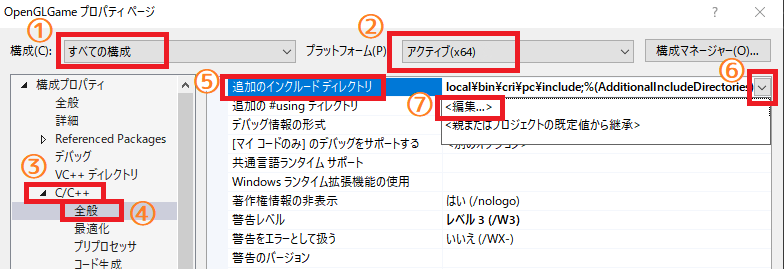 OpenGLGame プロパティ ページ
? ×
① ②
構成(C): すべての構成 プラットフォーム(P) アクティブ(x64) 構成マネージャー(O)...
⑥
構成プロパティ
全般
詳細
Referenced Packages
デバッグ
VC++ ディレクトリ
③
C/C++
全般 ④
最適化
プリプロセッサ
コード生成
⑤ 追加のインクルード ディレクトリ local¥bin¥cri¥pc¥include;%(AdditionalIncludeDirectories)
追加の #using ディレクトリ ⑦ <編集...>
デバッグ情報の形式 <親またはプロジェクトの既定値から継承>
[マイ コードのみ] のデバッグをサポートする
共通言語ランタイム サポート
Windows ランタイム拡張機能の使用
著作権情報の非表示 はい (/nologo)
警告レベル レベル 3 (/W3)
警告をエラーとして扱う いいえ (/WX-)
警告のバージョン